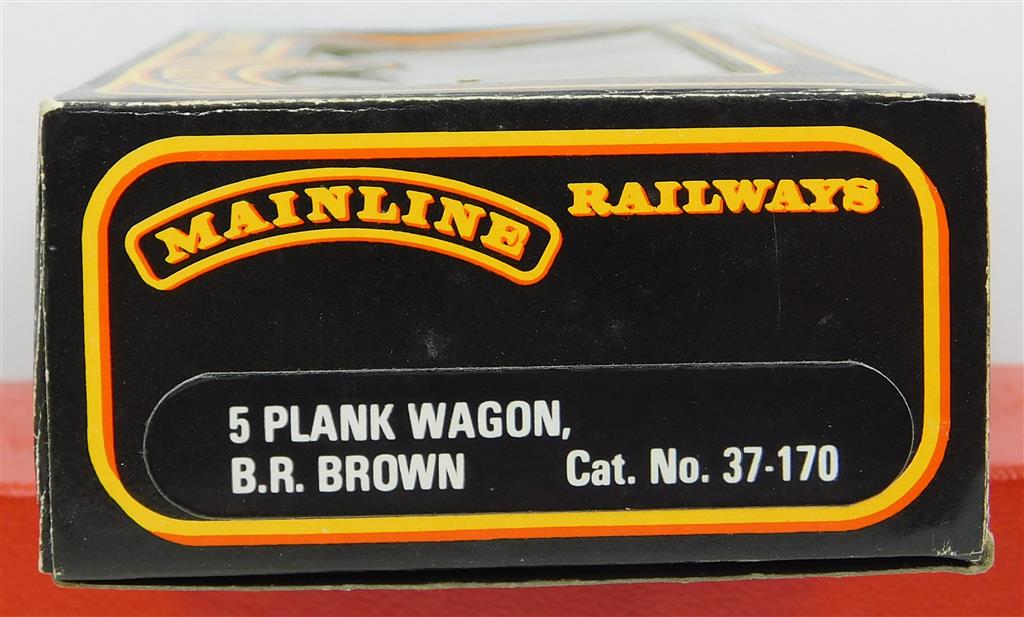 MAINLINE RAILWAYS
5 PLANK WAGON,
B.R. BROWN Cat. No. 37-170